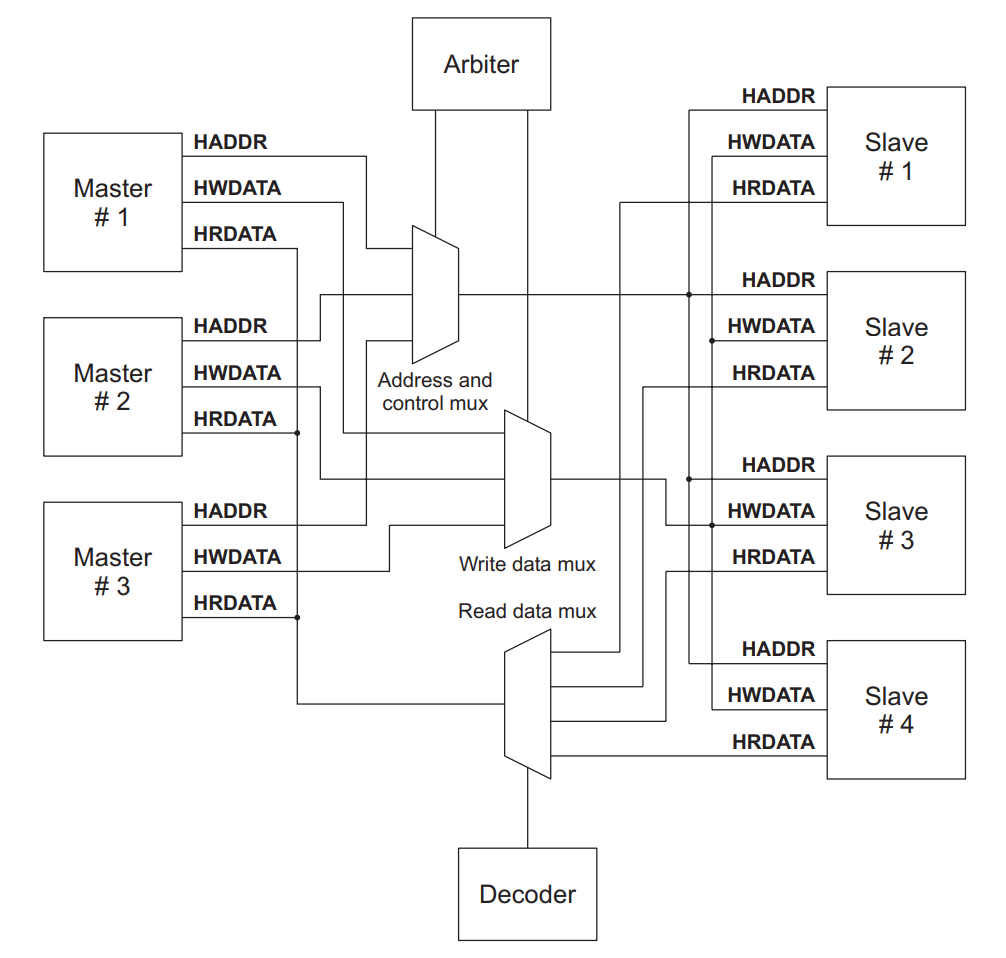 Arbiter
Master
# 1
HADDR
HWDATA
HRDATA
Master
# 2
HADDR
HWDATA
HRDATA
Master
# 3
HADDR
HWDATA
HRDATA
Address and
control mux
Write data mux
Read data mux
HADDR
HWDATA
HRDATA
Slave
# 1
HADDR
HWDATA
HRDATA
Slave
# 2
HADDR
HWDATA
HRDATA
Slave
# 3
HADDR
HWDATA
HRDATA
Slave
# 4
Decoder